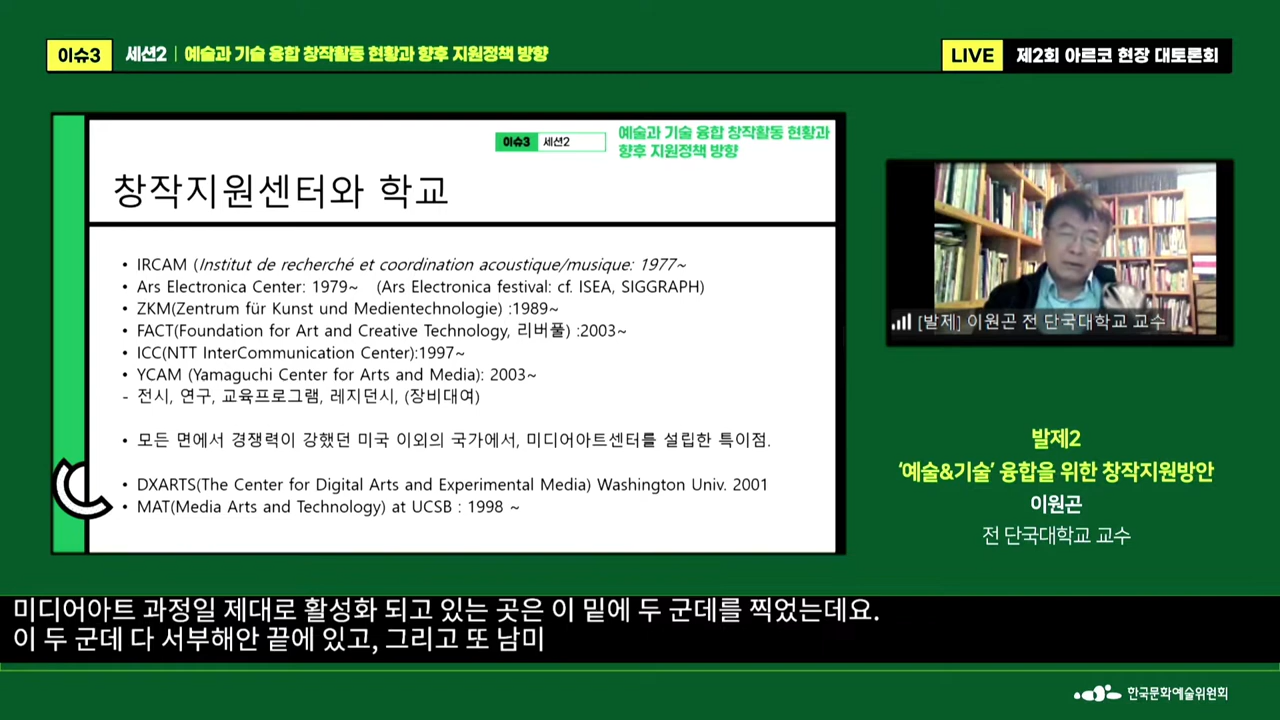 이슈3 세션2 | 예술과 기술 융합 창작활동 현황과 향후 지원정책 방향
LIVE 제2회 아르코 현장 대토론회
이슈3 세션2
예술과 기술 융합 창작활동 현황과
향후 지원정책 방향
창작지원센터와 학교
• IRCAM (Institut de recherché et coordination acoustique/musique: 1977~
• Ars Electronica Center: 1979~ (Ars Electronica festival: cf. ISEA, SIGGRAPH)
• ZKM(Zentrum für Kunst und Medientechnologie) :1989~
• FACT(Foundation for Art and Creative Technology, 리버풀) :2003~
• ICC(NTT InterCommunication Center):1997~
• YCAM (Yamaguchi Center for Arts and Media): 2003~
- 전시, 연구, 교육프로그램, 레지던시, (장비대여)
• 모든 면에서 경쟁력이 강했던 미국 이외의 국가에서, 미디어아트센터를 설립한 특이점.
• DXARTS(The Center for Digital Arts and Experimental Media) Washington Univ. 2001
• MAT(Media Arts and Technology) at UCSB : 1998 ~
[발제] 이원곤 전 단국대학교 교수
발제2
‘예술&기술’ 융합을 위한 창작지원방안
이원곤
전 단국대학교 교수
미디어아트 과정일 제대로 활성화 되고 있는 곳은 이 밑에 두 군데를 찍었는데요.
이 두 군데 다 서부해안 끝에 있고, 그리고 또 남미
한국문화예술위원회